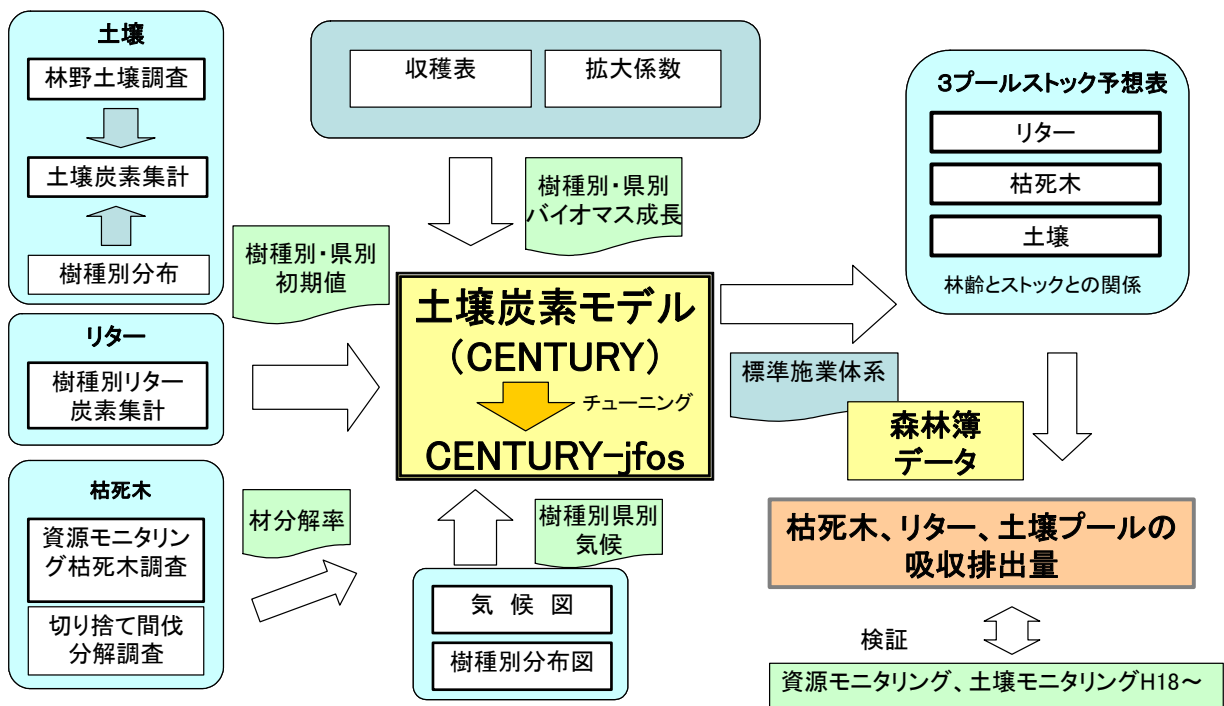 土壌
林野土壌調査
土壌炭素集計
樹種別分布
リター
樹種別リター
炭素集計
枯死木
資源モニタリン
グ枯死木調査
切り捨て間伐
分解調査
収穫表
拡大係数
樹種別・県別
バイオマス成長
樹種別・県別
初期値
土壌炭素モデル
（CENTURY）
チューニング
CENTURY-jfos
材分解率
樹種別県別
気候
気 候 図
樹種別分布図
3プールストック予想表
リター
枯死木
土壌
林齢とストックとの関係
標準施業体系
森林簿
データ
枯死木、リター、土壌プールの
吸収排出量
検証
資源モニタリング、土壌モニタリングH18～